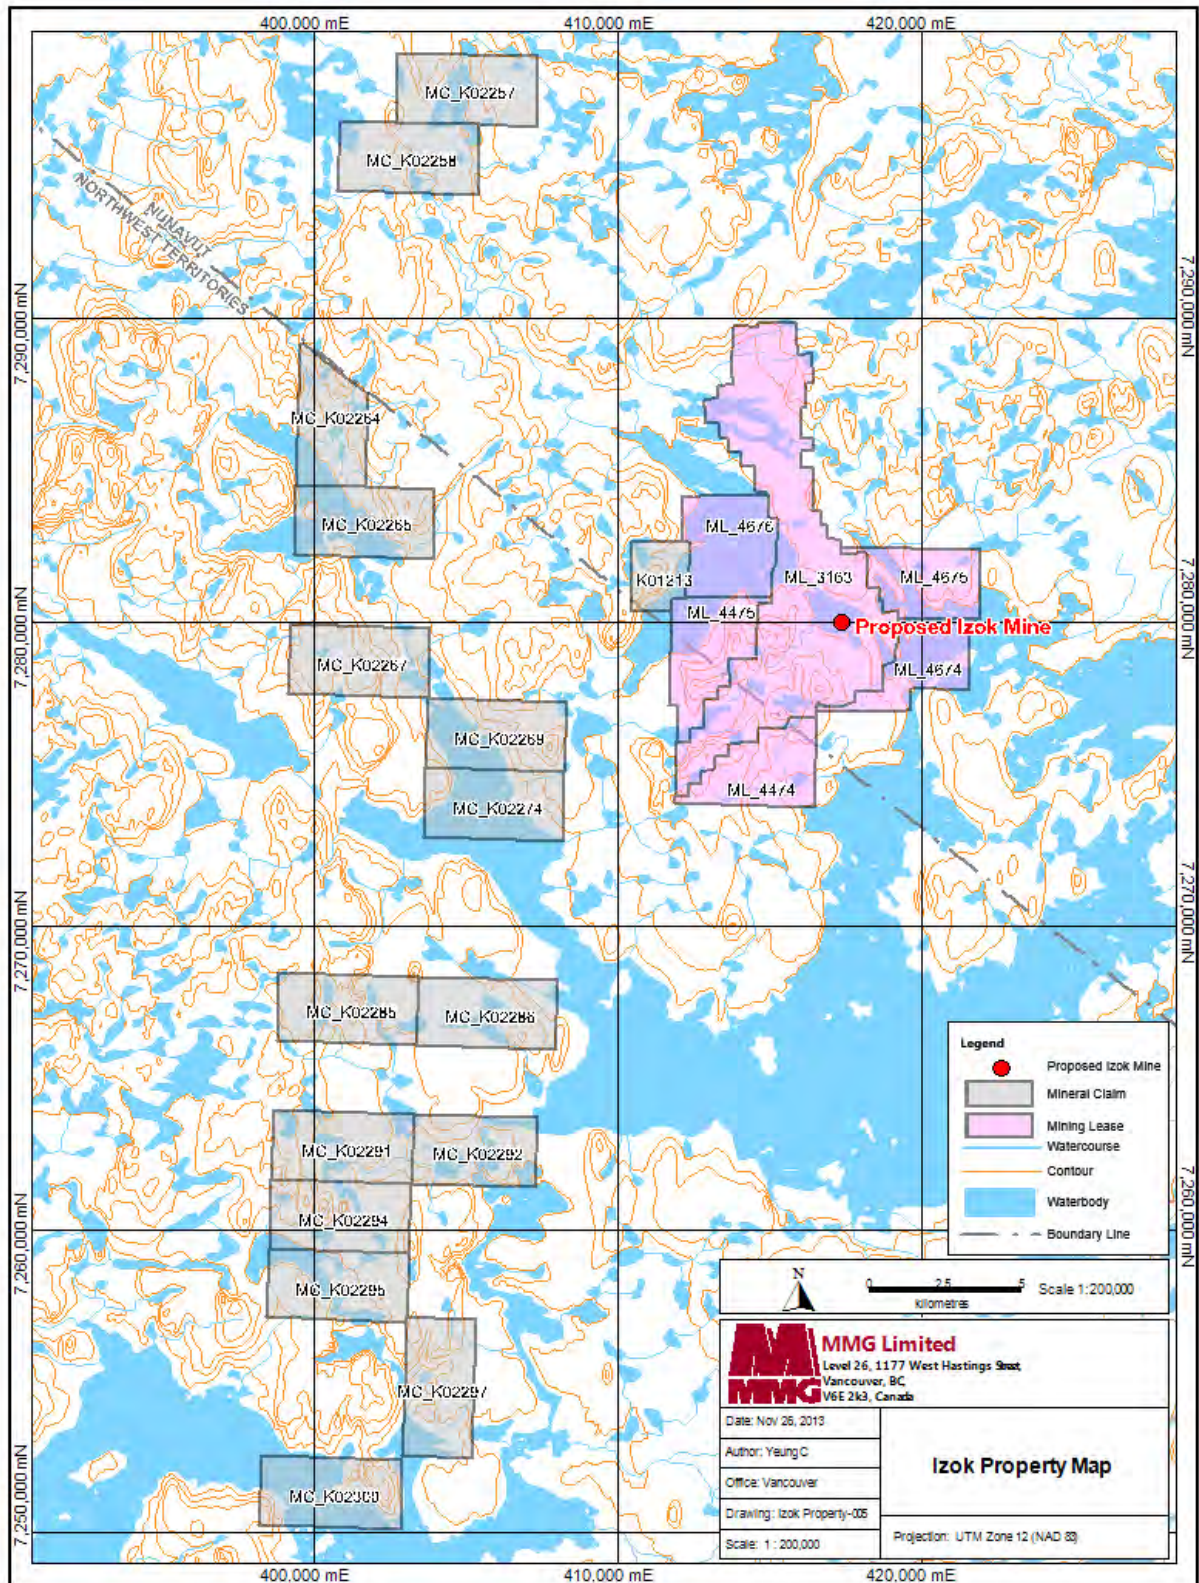 400,000 mE
410,000 mE
420,000 mE
MC_K02257
MC_K02258
NUNAVUT
NORTHWEST TERRITORIES
7,290,000 mN
7,290,000 mN
MC_K02264
MC_K02265
ML_4676
K01213
ML_3163
ML_4675
ML_4475
7,280,000 mN
7,280,000 mN
Proposed Izok Mine
MC_K02267
ML_4674
MC_K02269
MC_K02274
ML_4474
7,270,000 mN
7,270,000 mN
MC_K02285
MC_K02286
Legend
Proposed Izok Mine
Mineral Claim
Mining Lease
Watercourse
Contour
Waterbody
Boundary Line
MC_K02291
MC_K02292
MC_K02294
7,260,000 mN
7,260,000 mN
MC_K02295
N
0 2.5 5
kilometres
Scale 1:200,000
MMG
MMG Limited
Level 26, 1177 West Hastings Street,
Vancouver, BC,
V6E 2k3, Canada
MC_K02297
Date: Nov 26, 2013
Author: Yeung C
Office: Vancouver
Drawing: Izok Property-005
Scale: 1 : 200,000
Izok Property Map
Projection: UTM Zone 12 (NAD 83)
MC_K02300
7,250,000 mN
400,000 mE
410,000 mE
420,000 mE